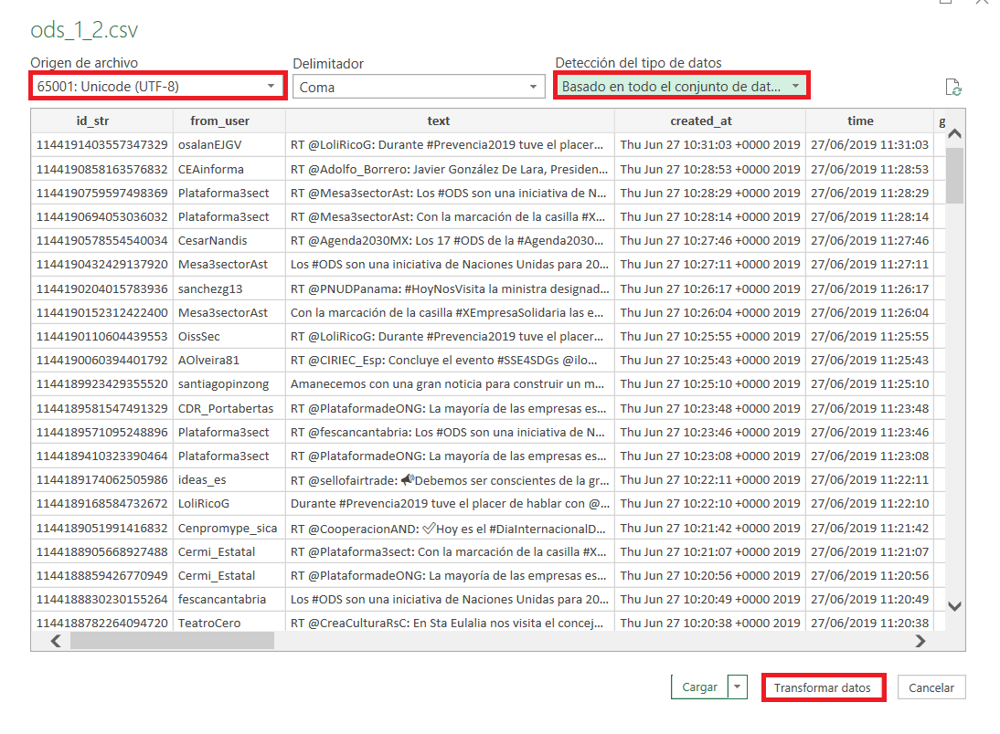 ods_1_2.csv
Origen de archivo Delimitador Detección del tipo de datos
65001: Unicode (UTF-8) Coma Basado en todo el conjunto de dat...
id_str from_user text created_at time g
1144191403557347329 osalanEJGV RT @LoliRicoG: Durante #Prevencia2019 tuve el placer... Thu Jun 27 10:31:03 +0000 2019 27/06/2019 11:31:03
1144190858163576832 CEAinforma RT @Adolfo_Borrero: Javier González De Lara, Presiden... Thu Jun 27 10:28:53 +0000 2019 27/06/2019 11:28:53
1144190759597498369 Plataforma3sect RT @Mesa3sectorAst: Los #ODS son una iniciativa de N... Thu Jun 27 10:28:29 +0000 2019 27/06/2019 11:28:29
1144190694053036032 Plataforma3sect RT @Mesa3sectorAst: Con la marcación de la casilla #X... Thu Jun 27 10:28:14 +0000 2019 27/06/2019 11:28:14
1144190578554540034 CesarNandis RT @Agenda2030MX: Los 17 #ODS de la #Agenda2030... Thu Jun 27 10:27:46 +0000 2019 27/06/2019 11:27:46
1144190432429137920 Mesa3sectorAst Los #ODS son una iniciativa de Naciones Unidas para 20... Thu Jun 27 10:27:11 +0000 2019 27/06/2019 11:27:11
1144190204015783936 sanchezg13 RT @PNUDPanama: #HoyNosVisita la ministra designad... Thu Jun 27 10:26:17 +0000 2019 27/06/2019 11:26:17
1144190152312422400 Mesa3sectorAst Con la marcación de la casilla #XEmpresaSolidaria las e... Thu Jun 27 10:26:04 +0000 2019 27/06/2019 11:26:04
1144190110604439553 OissSec RT @LoliRicoG: Durante #Prevencia2019 tuve el placer... Thu Jun 27 10:25:55 +0000 2019 27/06/2019 11:25:55
1144190060394401792 AOlveira81 RT @CIRIEC_Esp: Concluye el evento #SSE4SDGs @ilo... Thu Jun 27 10:25:43 +0000 2019 27/06/2019 11:25:43
1144189923429355520 santiagopinzong Amanecemos con una gran noticia para construir un m... Thu Jun 27 10:25:10 +0000 2019 27/06/2019 11:25:10
1144189581547491329 CDR_Portabertas RT @PlataformadeONG: La mayoría de las empresas es... Thu Jun 27 10:23:48 +0000 2019 27/06/2019 11:23:48
1144189571095248896 Plataforma3sect RT @fescancantabria: Los #ODS son una iniciativa de N... Thu Jun 27 10:23:46 +0000 2019 27/06/2019 11:23:46
1144189410323390464 Plataforma3sect RT @PlataformadeONG: La mayoría de las empresas es... Thu Jun 27 10:23:08 +0000 2019 27/06/2019 11:23:08
1144189174062505986 ideas_es RT @sellofairtrade: 📢Debemos ser conscientes de la gr... Thu Jun 27 10:22:11 +0000 2019 27/06/2019 11:22:11
1144189168584732672 LoliRicoG Durante #Prevencia2019 tuve el placer de hablar con @... Thu Jun 27 10:22:10 +0000 2019 27/06/2019 11:22:10
1144189051991416832 Cenpromype_sica RT @CooperacionAND: ✅Hoy es el #DiaInternacionalD... Thu Jun 27 10:21:42 +0000 2019 27/06/2019 11:21:42
1144188905668927488 Cermi_Estatal RT @Plataforma3sect: Con la marcación de la casilla #X... Thu Jun 27 10:21:07 +0000 2019 27/06/2019 11:21:07
1144188859426770949 Cermi_Estatal RT @PlataformadeONG: La mayoría de las empresas es... Thu Jun 27 10:20:56 +0000 2019 27/06/2019 11:20:56
1144188830230155264 fescancantabria Los #ODS son una iniciativa de Naciones Unidas para 20... Thu Jun 27 10:20:49 +0000 2019 27/06/2019 11:20:49
1144188782264094720 TeatroCero RT @CreaCulturaRsC: En Sta Eulalia nos visita el concej... Thu Jun 27 10:20:38 +0000 2019 27/06/2019 11:20:38
Cargar Transformar datos Cancelar